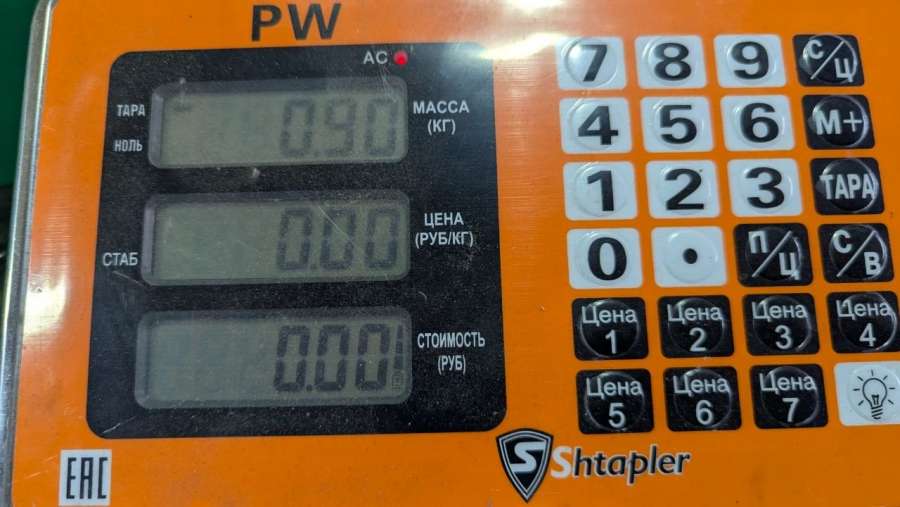 PW
AC
ТАРА
НОЛЬ
0.90
МАССА
(КГ)
СТАБ
0.00
ЦЕНА
(РУБ/КГ)
0.00
СТОИМОСТЬ
(РУБ)
7 8 9 С/Ц
4 5 6 М+
1 2 3 ТАРА
0 . П/Ц С/В
Цена 1 Цена 2 Цена 3 Цена 4
Цена 5 Цена 6 Цена 7
EAC
S Shtapler